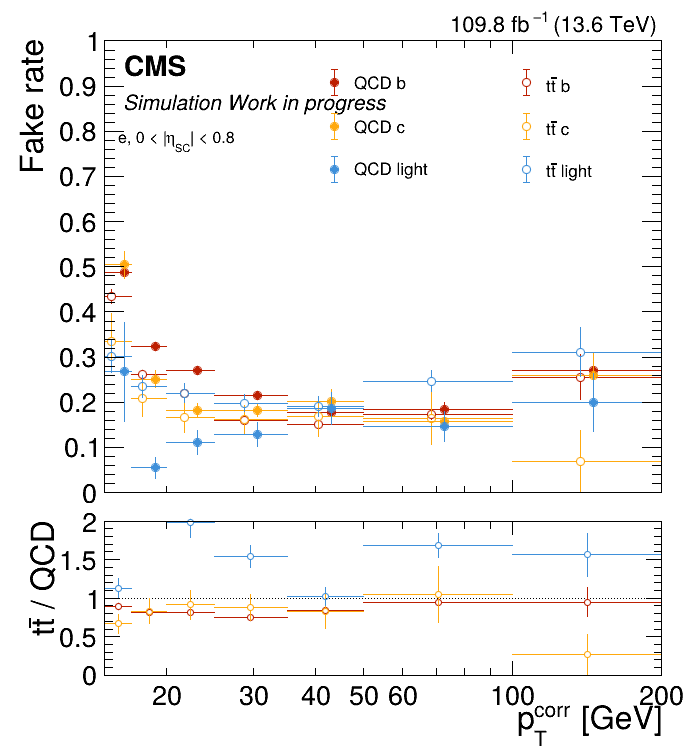 109.8 fb⁻¹ (13.6 TeV)
Fake rate
CMS
Simulation Work in progress
e, 0 < |η_SC| < 0.8
QCD b
tt̄ b
QCD c
tt̄ c
QCD light
tt̄ light
1
0.9
0.8
0.7
0.6
0.5
0.4
0.3
0.2
0.1
0
tt̄ / QCD
2
1.5
1
0.5
0
20 30 40 50 60 100 200
p_T^corr [GeV]